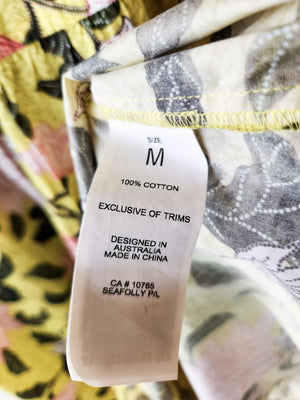 SIZE
M
100% COTTON
EXCLUSIVE OF TRIMS
DESIGNED IN
AUSTRALIA
MADE IN CHINA
CA # 10765
SEAFOLLY P/L